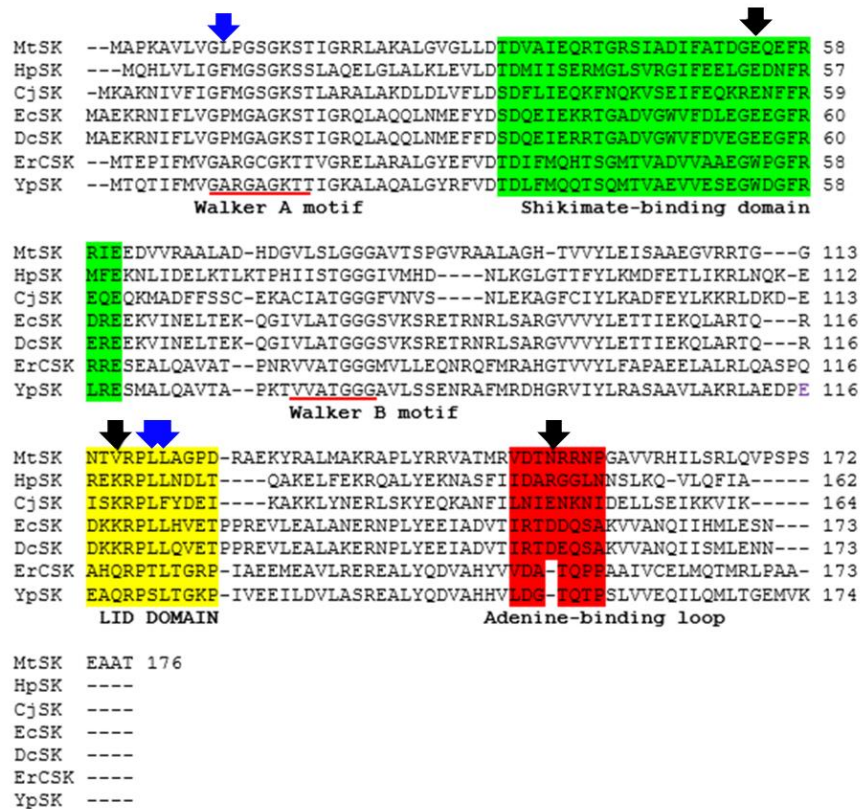 MtSK --MAPKAVLVGLPGSGKSTIGRRLAKALGVGLLDTDVAIEQRTGRSIADIFATDGEQEFR 58
HpSK ----MQHLVLIGFMGSGKSSLAQELGLALKLEVLDTDMIISERMGLSVRGIFEELGEDNFR 57
CjSK -MKAKNIVFIGFMGSGKSTLARALAKDLDLVFLDSDFLIEQKFNQKVSEIFEQKRENFFR 59
EcSK MAEKRNIFLVGPMGAGKSTIGRQLAQQLNMEFYDSDQEIEKRTGADVGWVFDLEGEEGFR 60
DcSK MAEKRNIFLVGPMGAGKSTIGRQLAQQLNMEFFDSDQEIERRTGADVGWVFDVEGEEGFR 60
ErCSK --MTEPIFMVGARGCGKTTVGRELARALGYEFVDTDIFMQHTSGMTVADVVAAEGWPGFR 58
YpSK --MTQTIFMVGARGAGKTTIGKALAQALGYRFVDTDLFMQQTSQMTVAEVVESEGWDGFR 58
Walker A motif Shikimate-binding domain
MtSK RIEEDVVRAALAD-HDGVLSLGGGAVTSPGVRAALAGH-TVVYLEISAAEGVRRTG---G 113
HpSK MFEKNLIDELKTLKTPHIISTGGGIVMHD----NLKGLGTTFYLKMDFETLIKRLNQK-E 112
CjSK EQEQKMADFFSSC-EKACIATGGGFVNVS----NLEKAGFCIYLKADFEYLKKRLDKD-E 113
EcSK DREEKVINELTEK-QGIVLATGGGSVKSRETRNRLSARGVVVYLETTIEKQLARTQ---R 116
DcSK EREEKVINELTEK-QGIVLATGGGSVKSRETRNRLSARGVVVYLETTIEKQLARTQ---R 116
ErCSK RRESEALQAVAT--PNRVVATGGGMVLLEQNRQFMRAHGTVVYLFAPAEELALRLQASPQ 116
YpSK LRESMALQAVTA--PKTVVATGGGAVLSSENRAFMRDHGRVIYLRASAAVLAKRLAEDPE 116
Walker B motif
MtSK NTVRPLLAGPD-RAEKYRALMAKRAPLYRRVATMRVDTNRRNPGAVVRHILSRLQVPSPS 172
HpSK REKRPLLNDLT----QAKELFEKRQALYEKNASFIIDARGGLNNSLKQ-VLQFIA----- 162
CjSK ISKRPLFYDEI----KAKKLYNERLSKYEQKANFILNIENKNIDELLSEIKKVIK---- 164
EcSK DKKRPLLHVETPPREVLEALANERNPLYEEIADVTIRTDDQSAKVVANQIIHMLESN--- 173
DcSK DKKRPLLQVETPPREVLEALAKERNPLYEEIADVTIRTDEQSAKVVANQIISMLENN--- 173
ErCSK AHQRPTLTGRP-IAEEMEAVLREREALYQDVAHYVVDA-TQPPAAIVCELMQTMRLPAA- 173
YpSK EAQRPSLTGKP-IVEEILDVLASREALYQDVAHHVLDG-TQTPSLVVEQILQMLTGEMVK 174
LID DOMAIN Adenine-binding loop
MtSK EAAT 176
HpSK ----
CjSK ----
EcSK ----
DcSK ----
ErCSK ----
YpSK ----